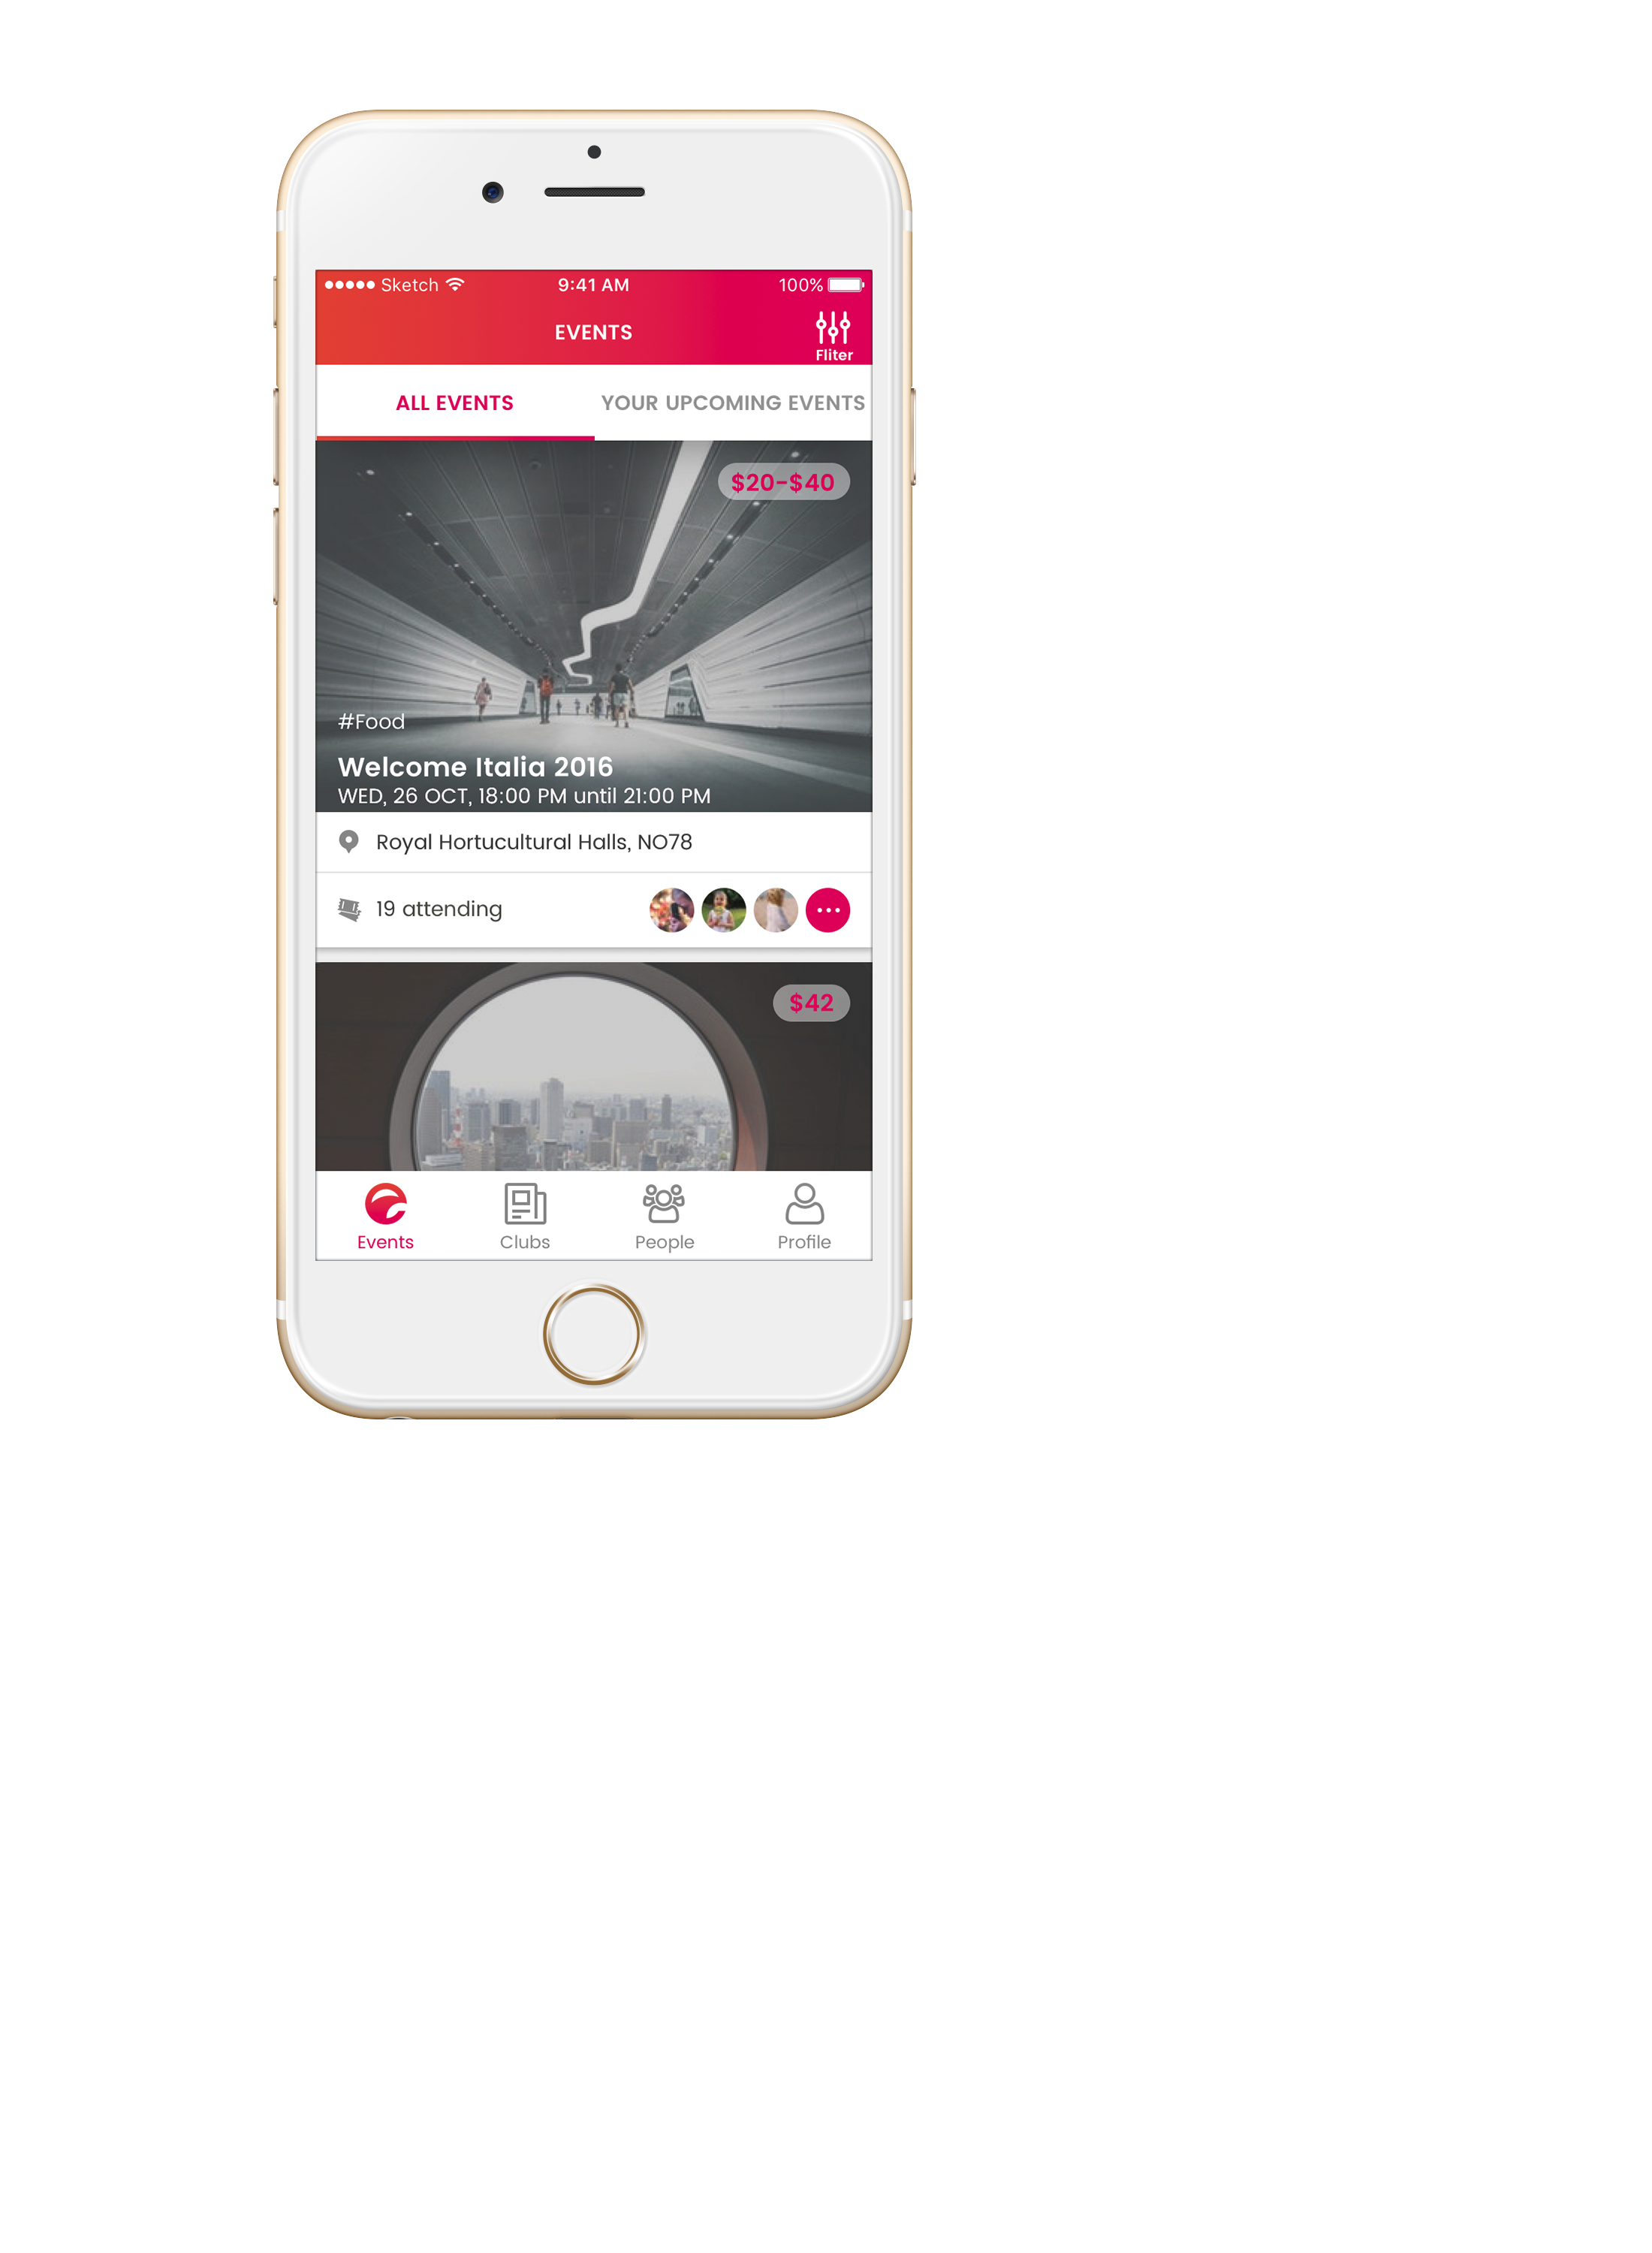 Sketch 9:41 AM 100%
EVENTS
Fliter
ALL EVENTS YOUR UPCOMING EVENTS
$20-$40
#Food
Welcome Italia 2016
WED, 26 OCT, 18:00 PM until 21:00 PM
Royal Hortucultural Halls, NO78
19 attending
$42
Events Clubs People Profile